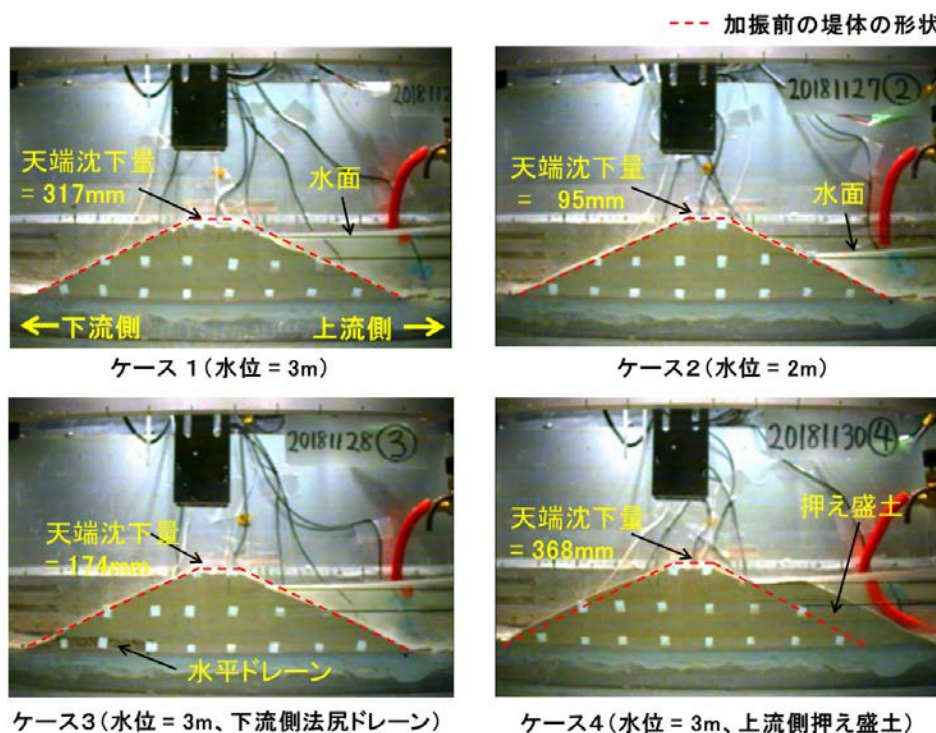 --- 加振前の堤体の形状
2018112
天端沈下量
= 317mm
水面
← 下流側
上流側 →
ケース 1(水位 = 3m)
20181127②
天端沈下量
= 95mm
水面
ケース2(水位 = 2m)
20181128③
天端沈下量
= 174mm
水平ドレーン
ケース3(水位 = 3m、下流側法尻ドレーン)
20181130④
押え盛土
天端沈下量
= 368mm
ケース4(水位 = 3m、上流側押え盛土)